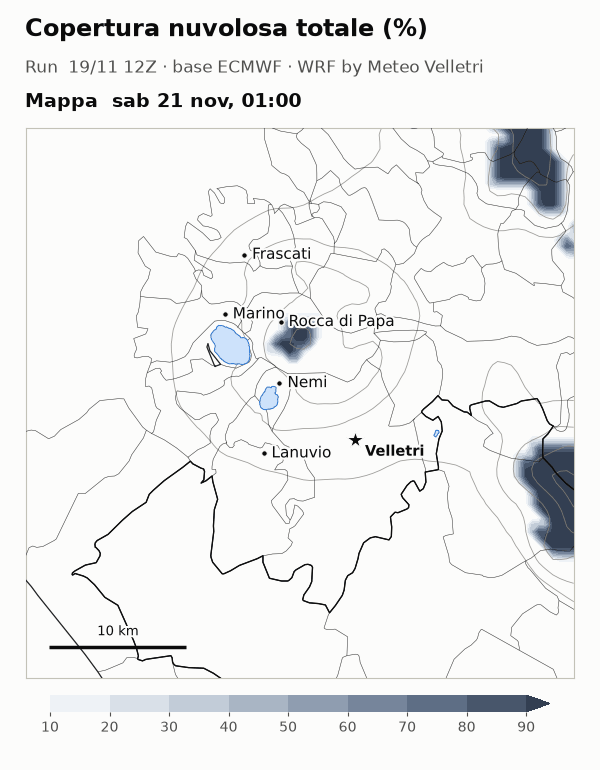 Copertura nuvolosa totale (%)
Run 19/11 12Z · base ECMWF · WRF by Meteo Velletri
Mappa sab 21 nov, 01:00
Frascati
Marino
Rocca di Papa
Nemi
Velletri
Lanuvio
10 km
10 20 30 40 50 60 70 80 90